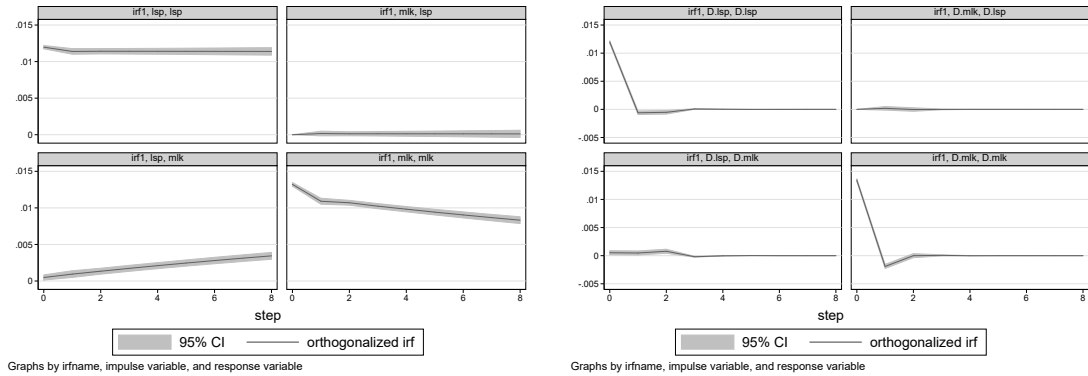 irf1, lsp, lsp
irf1, mlk, lsp
.015
.01
.005
0
irf1, lsp, mlk
irf1, mlk, mlk
.015
.01
.005
0
0 2 4 6 8 0 2 4 6 8
step
95% CI orthogonalized irf
Graphs by irfname, impulse variable, and response variable
irf1, D.lsp, D.lsp
irf1, D.mlk, D.lsp
.015
.01
.005
0
-.005
irf1, D.lsp, D.mlk
irf1, D.mlk, D.mlk
.015
.01
.005
0
-.005
0 2 4 6 8 0 2 4 6 8
step
95% CI orthogonalized irf
Graphs by irfname, impulse variable, and response variable